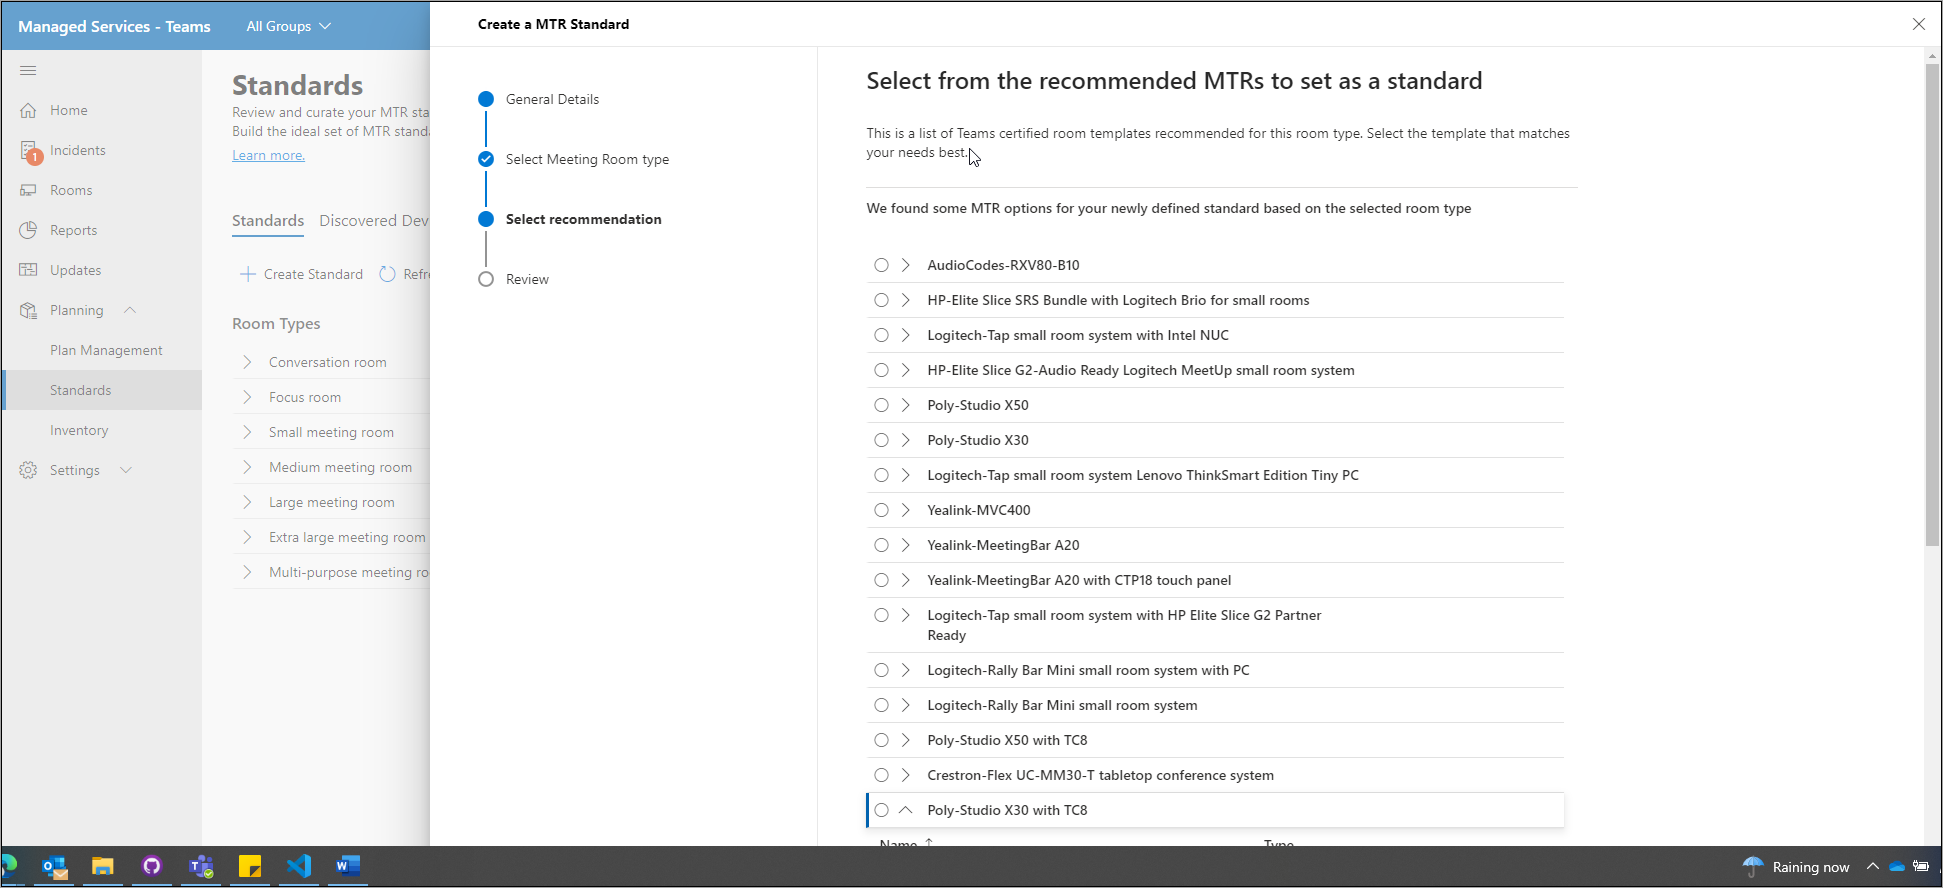 Managed Services - Teams
All Groups
Home
1
Incidents
Rooms
Reports
Updates
Planning
Plan Management
Standards
Inventory
Settings
Standards
Review and curate your MTR sta
Build the ideal set of MTR stand
Learn more.
Standards
Discovered Dev
Create Standard
Refr
Room Types
Conversation room
Focus room
Small meeting room
Medium meeting room
Large meeting room
Extra large meeting room
Multi-purpose meeting ro
Create a MTR Standard
General Details
Select Meeting Room type
Select recommendation
Review
Select from the recommended MTRs to set as a standard
This is a list of Teams certified room templates recommended for this room type. Select the template that matches
your needs best.
We found some MTR options for your newly defined standard based on the selected room type
AudioCodes-RXV80-B10
HP-Elite Slice SRS Bundle with Logitech Brio for small rooms
Logitech-Tap small room system with Intel NUC
HP-Elite Slice G2-Audio Ready Logitech MeetUp small room system
Poly-Studio X50
Poly-Studio X30
Logitech-Tap small room system Lenovo ThinkSmart Edition Tiny PC
Yealink-MVC400
Yealink-MeetingBar A20
Yealink-MeetingBar A20 with CTP18 touch panel
Logitech-Tap small room system with HP Elite Slice G2 Partner
Ready
Logitech-Rally Bar Mini small room system with PC
Logitech-Rally Bar Mini small room system
Poly-Studio X50 with TC8
Crestron-Flex UC-MM30-T tabletop conference system
Poly-Studio X30 with TC8
Name
Type
Raining now